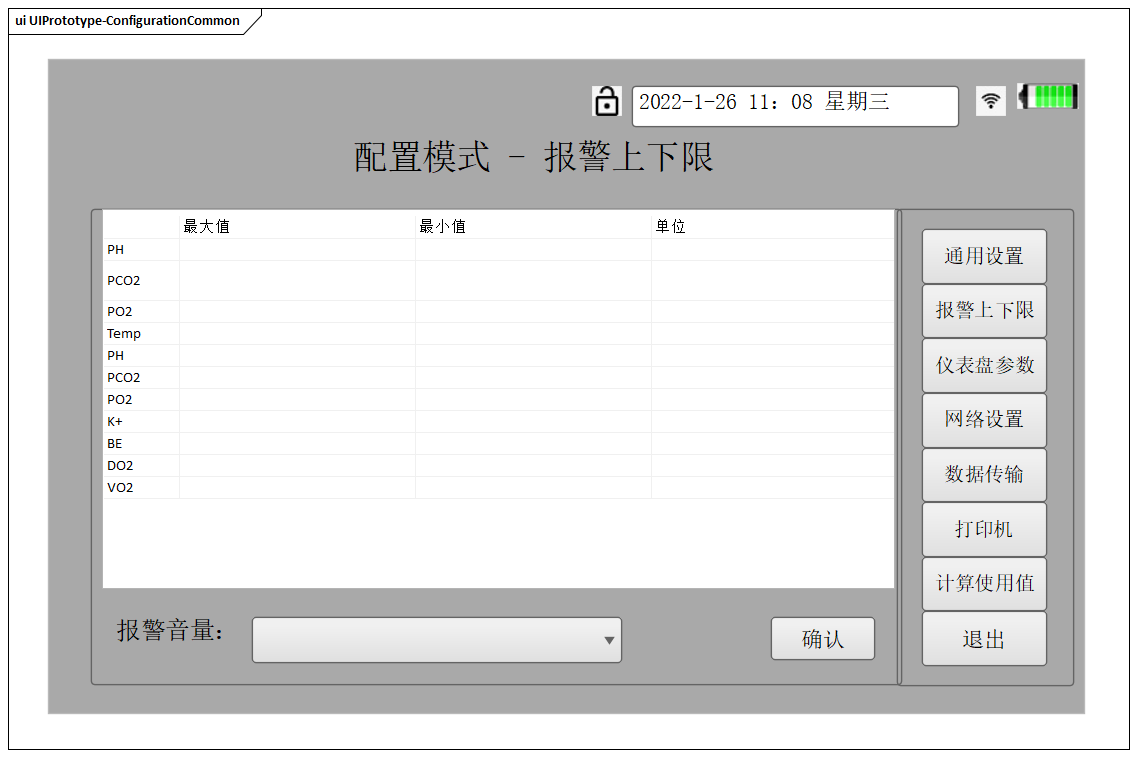 ui UIPrototype-ConfigurationCommon
2022-1-26 11：08 星期三
配置模式 - 报警上下限
最大值 最小值 单位
PH
PCO2
PO2
Temp
PH
PCO2
PO2
K+
BE
DO2
VO2
报警音量：
确认
通用设置
报警上下限
仪表盘参数
网络设置
数据传输
打印机
计算使用值
退出